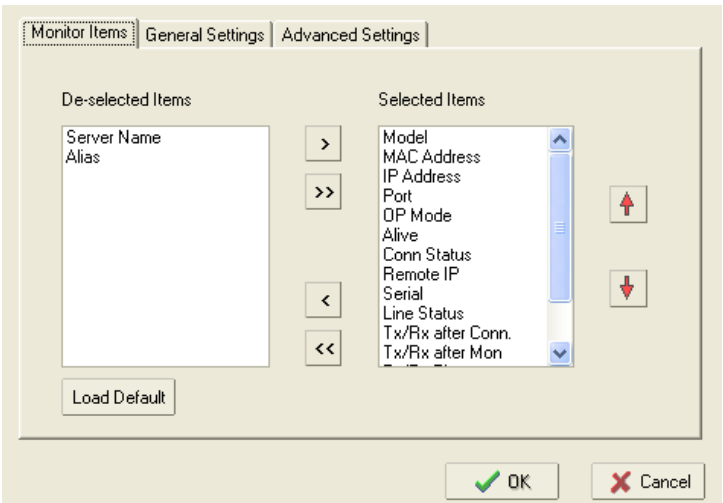 Monitor Items General Settings Advanced Settings
De-selected Items
Server Name
Alias
>
>>
<
<<
Load Default
Selected Items
Model
MAC Address
IP Address
Port
OP Mode
Alive
Conn Status
Remote IP
Serial
Line Status
Tx/Rx after Conn.
Tx/Rx after Mon
OK Cancel